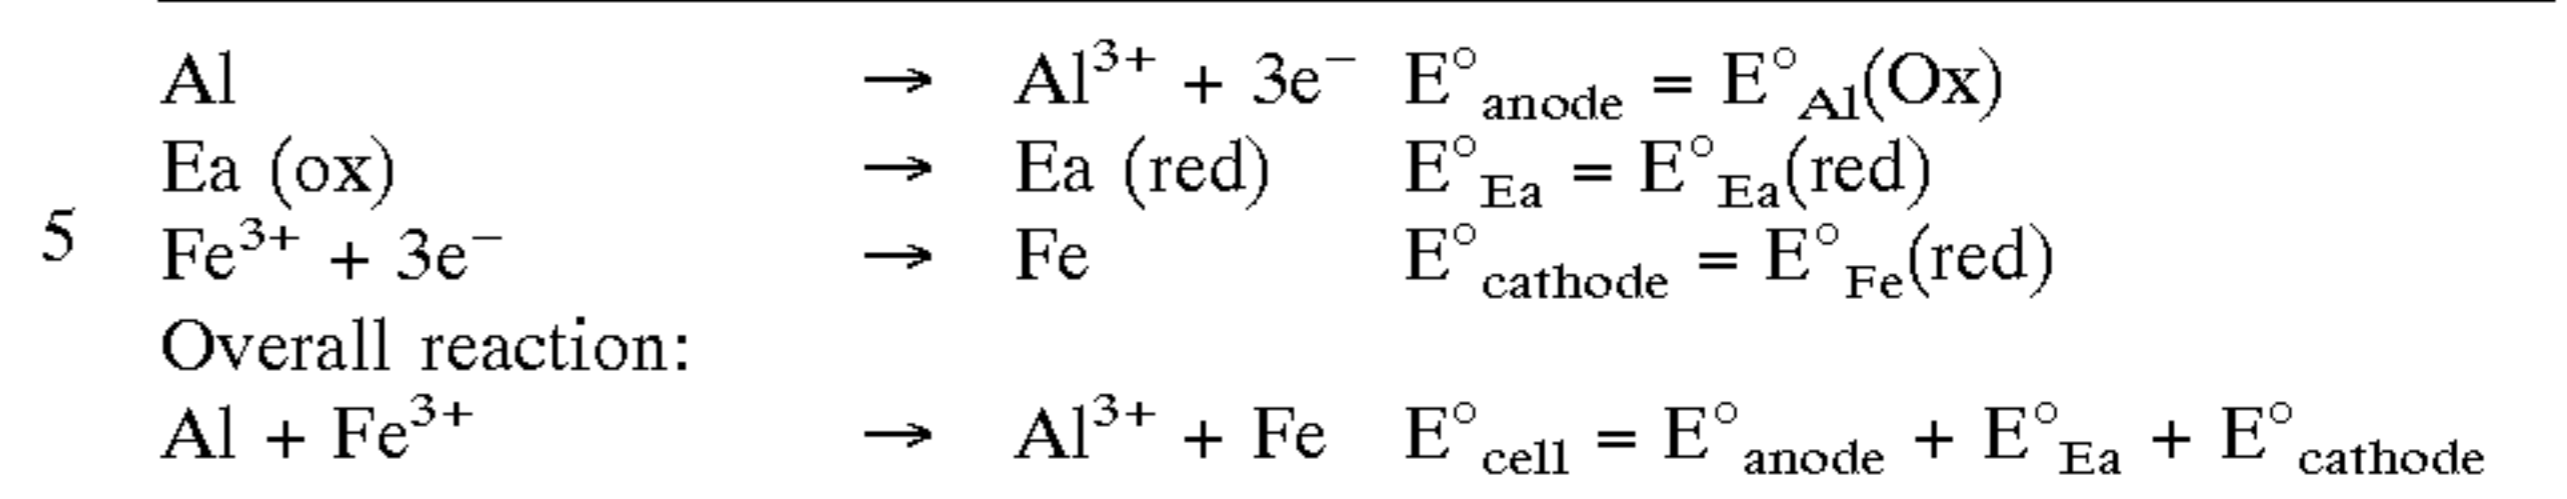 Al → Al³⁺ + 3e⁻ E°anode = E°Al(Ox)
Ea (ox) → Ea (red) E°Ea = E°Ea(red)
5
Fe³⁺ + 3e⁻ → Fe E°cathode = E°Fe(red)
Overall reaction:
Al + Fe³⁺ → Al³⁺ + Fe E°cell = E°anode + E°Ea + E°cathode